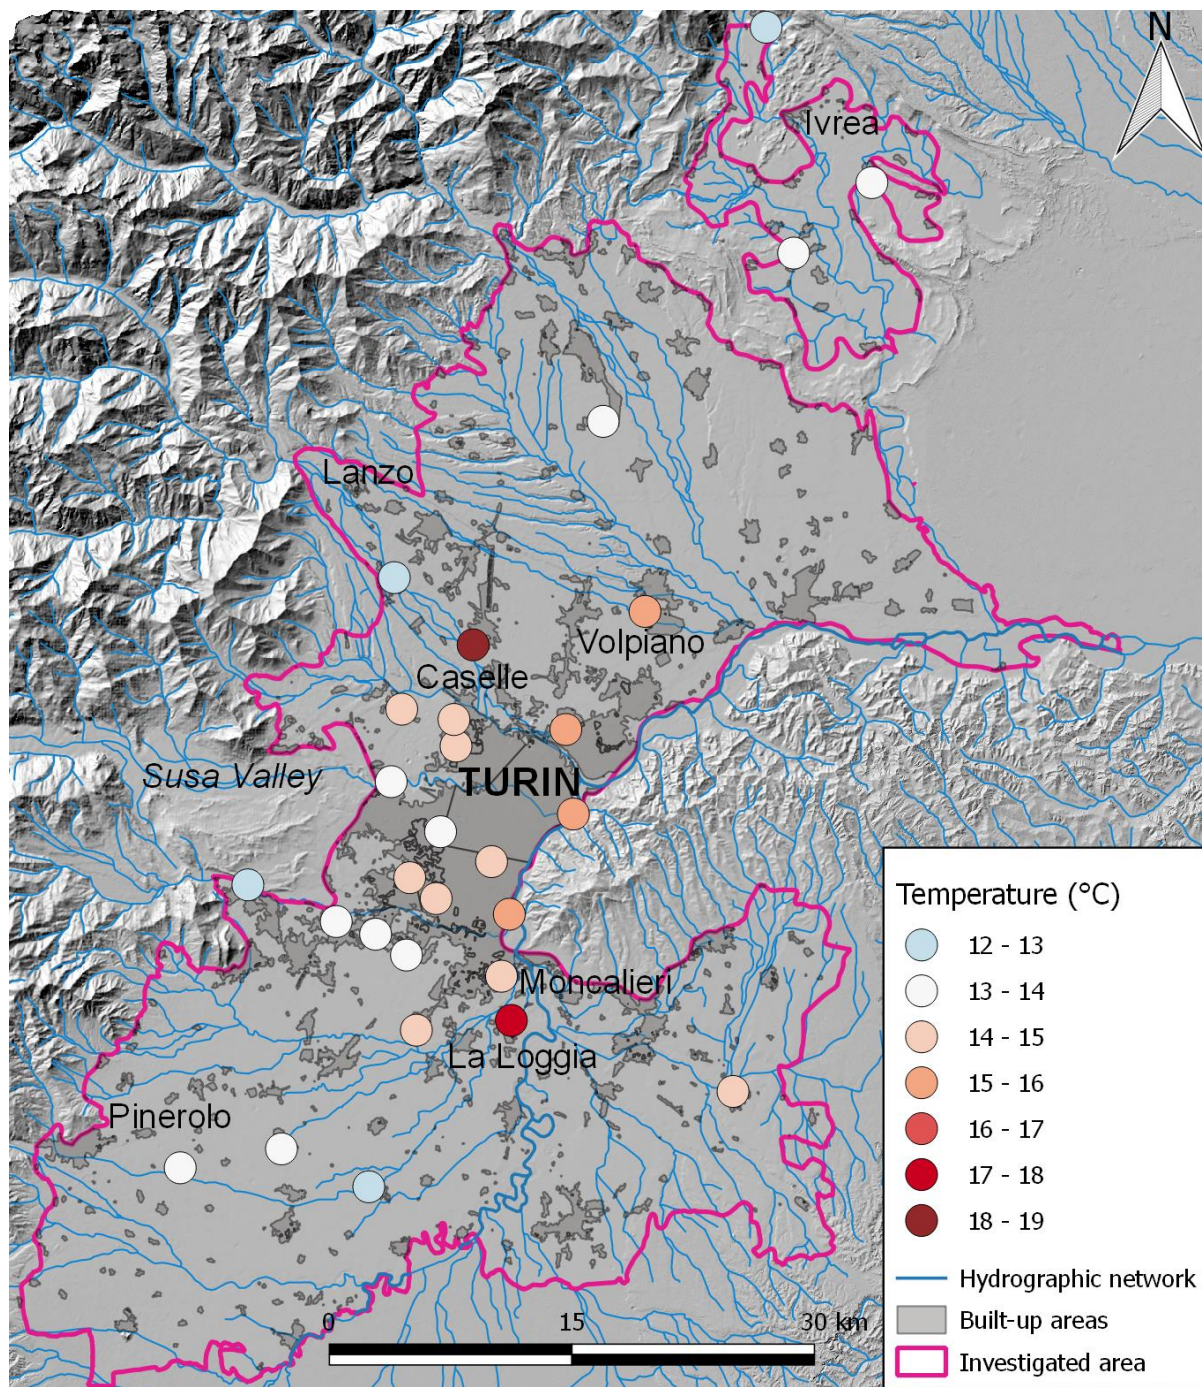 N
Ivrea
Lanzo
Volpiano
Caselle
Susa Valley
TURIN
Moncalieri
La Loggia
Pinerolo
0 15 30 km
Temperature (°C)
12 - 13
13 - 14
14 - 15
15 - 16
16 - 17
17 - 18
18 - 19
Hydrographic network
Built-up areas
Investigated area